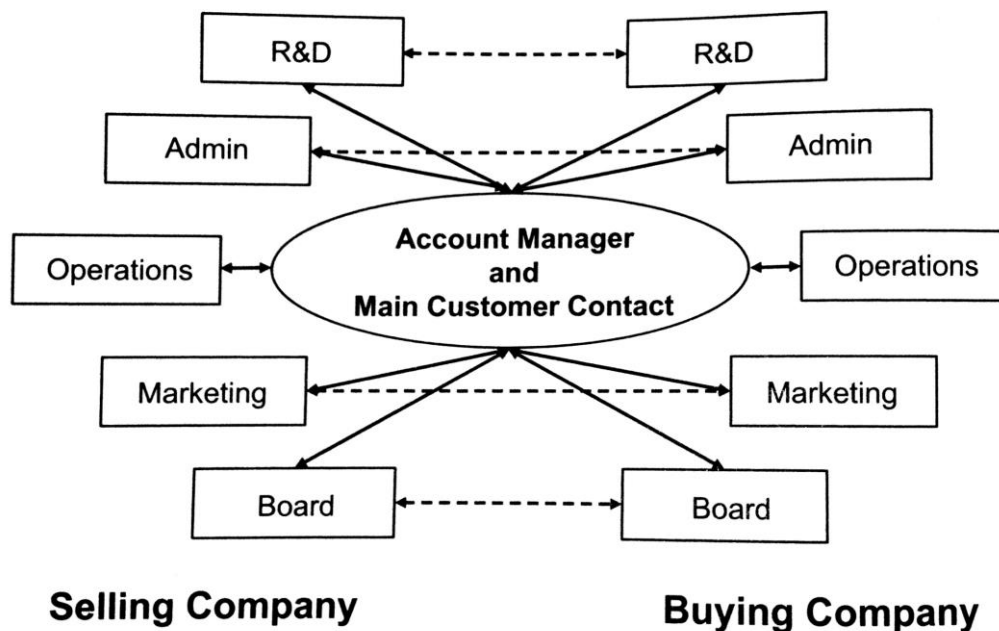 R&D
R&D
Admin
Admin
Account Manager
and
Main Customer Contact
Operations
Operations
Marketing
Marketing
Board
Board
Selling Company
Buying Company